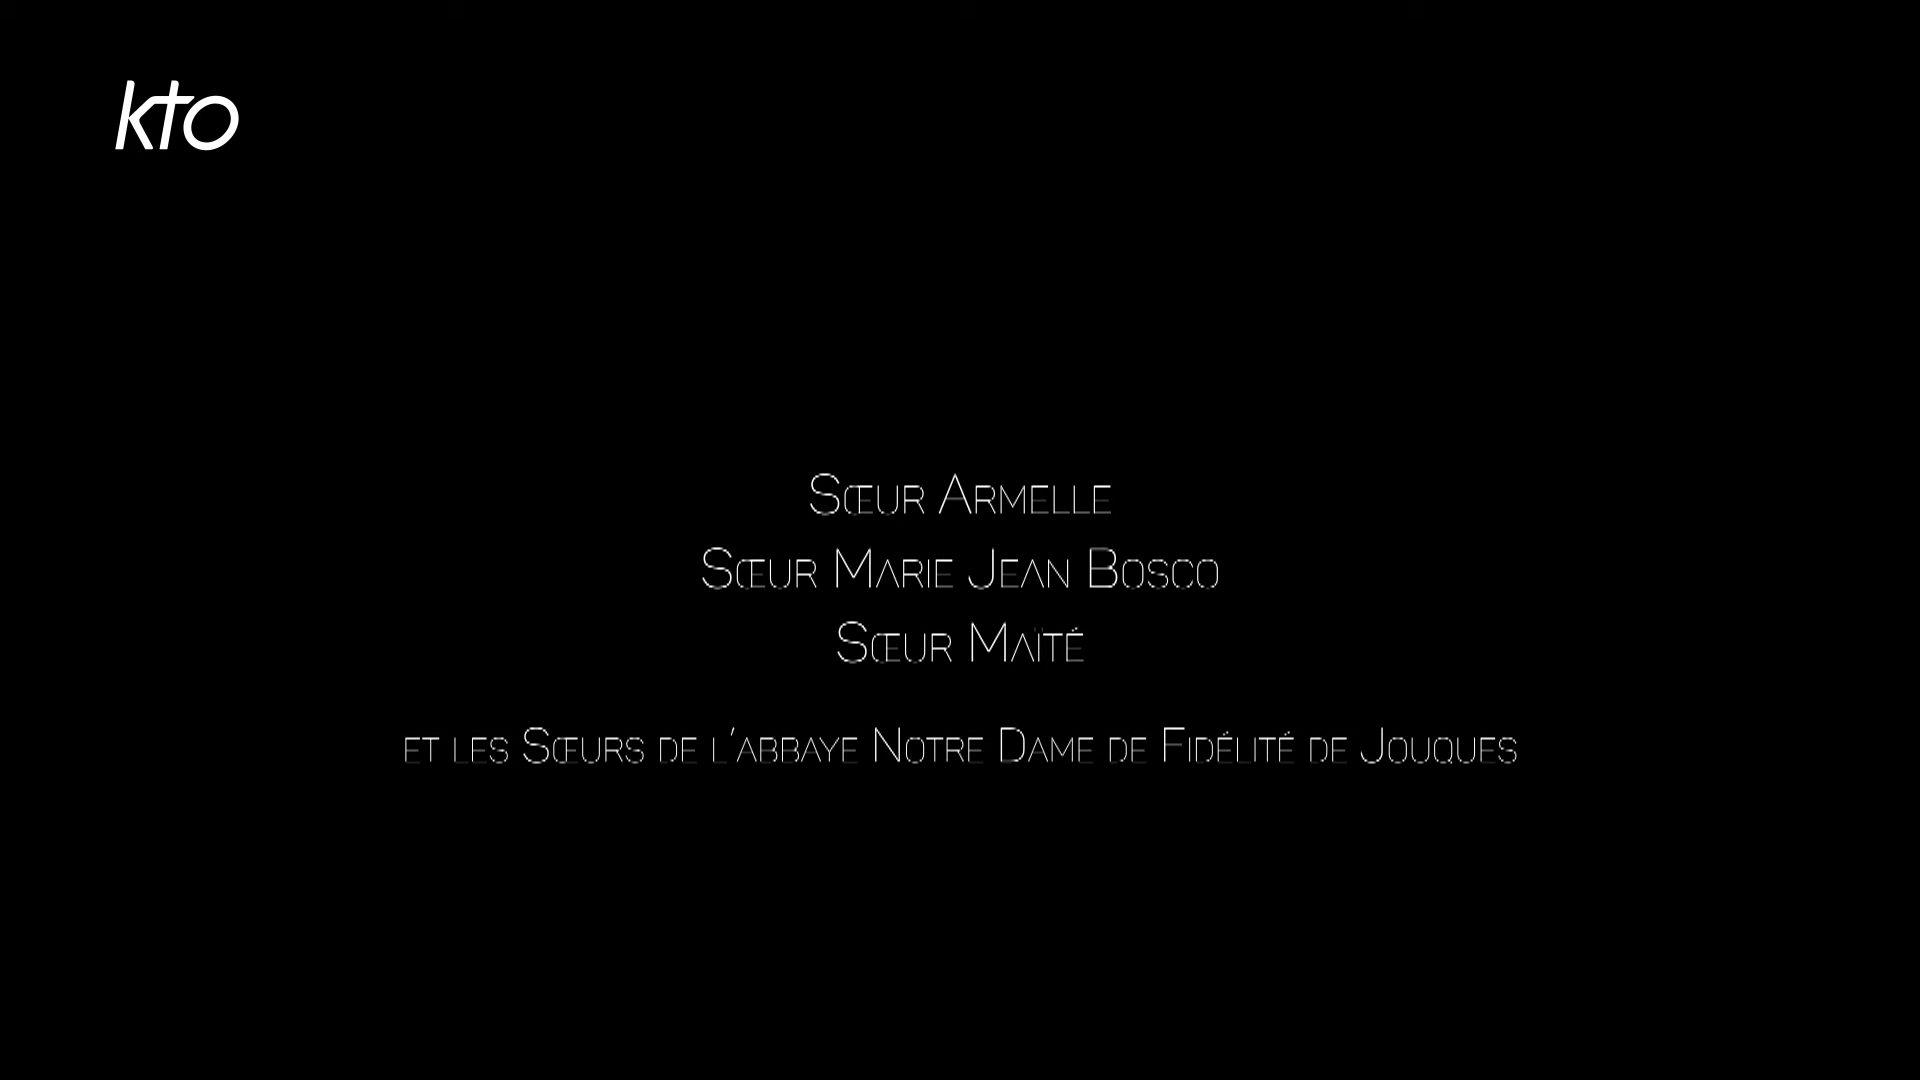 kto
Sœur Armelle
Sœur Marie Jean Bosco
Sœur Maïté
et les Sœurs de l'abbaye Notre Dame de Fidélité de Jouques